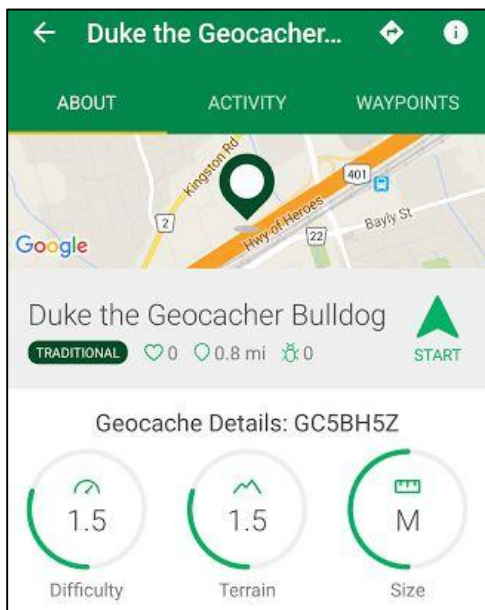 Duke the Geocacher...
ABOUT ACTIVITY WAYPOINTS
Kingston Rd
401
2
Hwy of Heroes
22
Bayly St
Google
Duke the Geocacher Bulldog
TRADITIONAL 0 0.8 mi 0 START
Geocache Details: GC5BH5Z
1.5 1.5 M
Difficulty Terrain Size